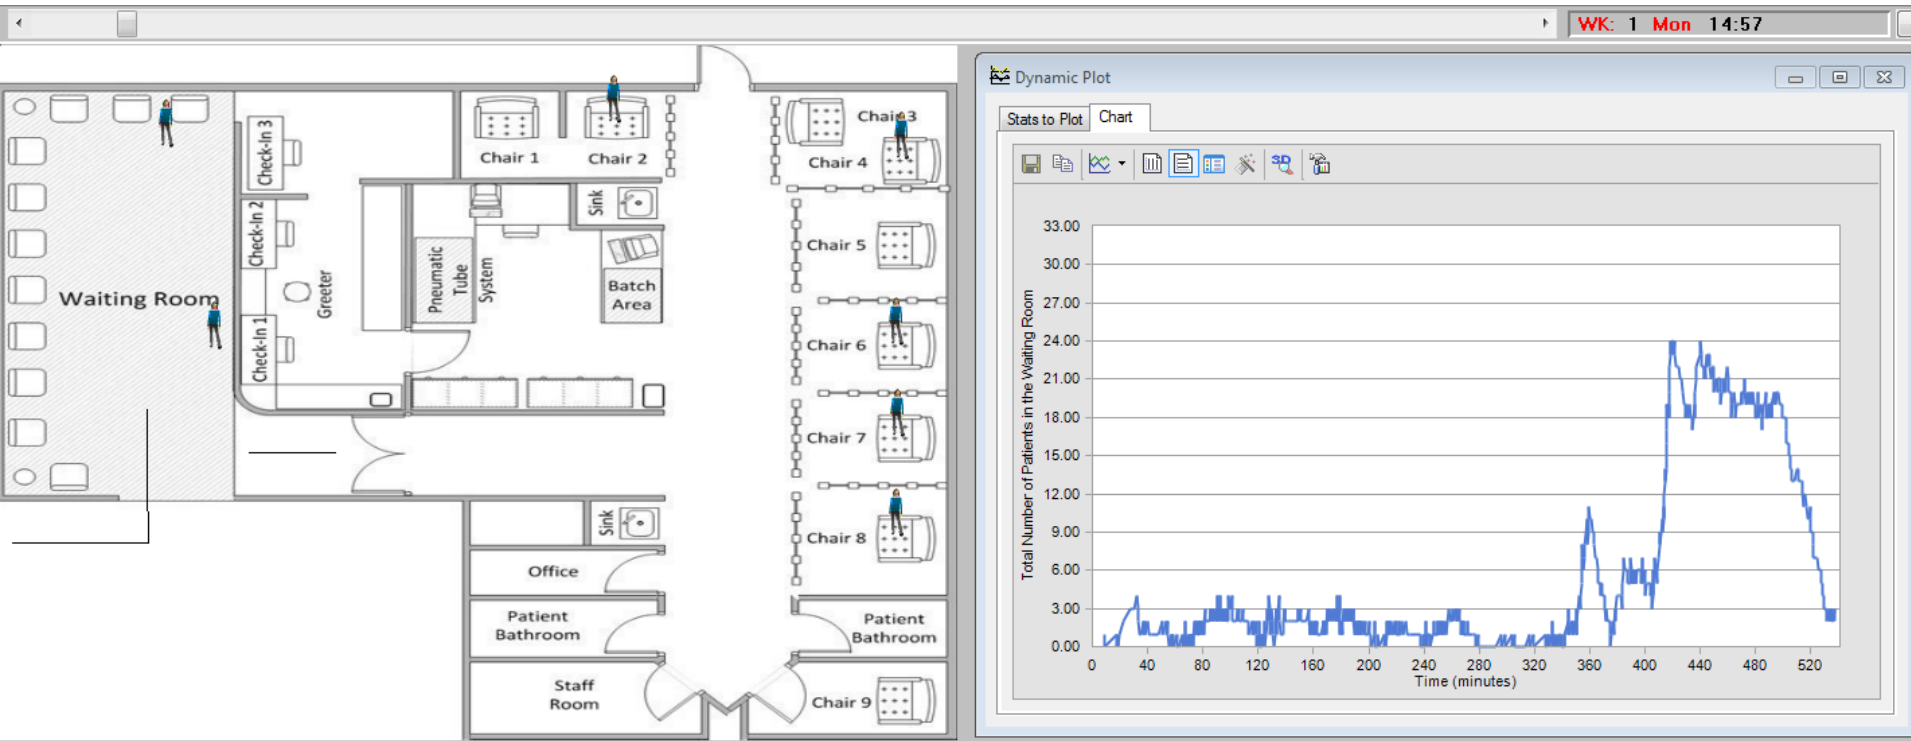 WK: 1 Mon 14:57
Dynamic Plot
Stats to Plot
Chart
3D
Total Number of Patients in the Waiting Room
33.00
30.00
27.00
24.00
21.00
18.00
15.00
12.00
9.00
6.00
3.00
0.00
0 40 80 120 160 200 240 280 320 360 400 440 480 520
Time (minutes)
Waiting Room
Check-In 3
Check-In 2
Check-In 1
Greeter
Pneumatic
Tube
System
Sink
Batch
Area
Chair 1
Chair 2
Chair 3
Chair 4
Chair 5
Chair 6
Chair 7
Chair 8
Sink
Office
Patient
Bathroom
Patient
Bathroom
Staff
Room
Chair 9